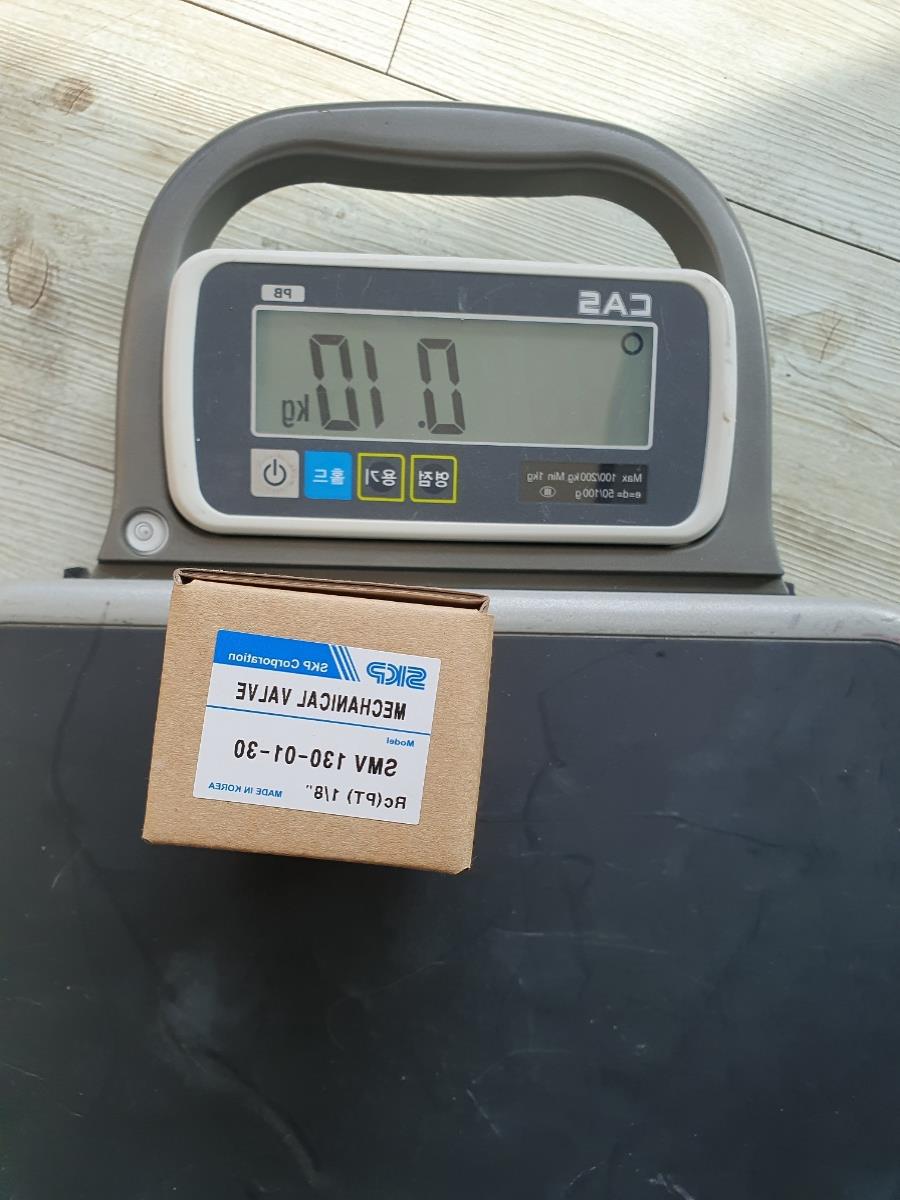 CAS PB
0.10 kg
Max 100/200kg Min 1kg
e=d= 50/100g III
영점 용기 홀드
SKP SKP Corporation
MECHANICAL VALVE
Model
SMV 130-01-30
Rc(PT) 1/8" MADE IN KOREA